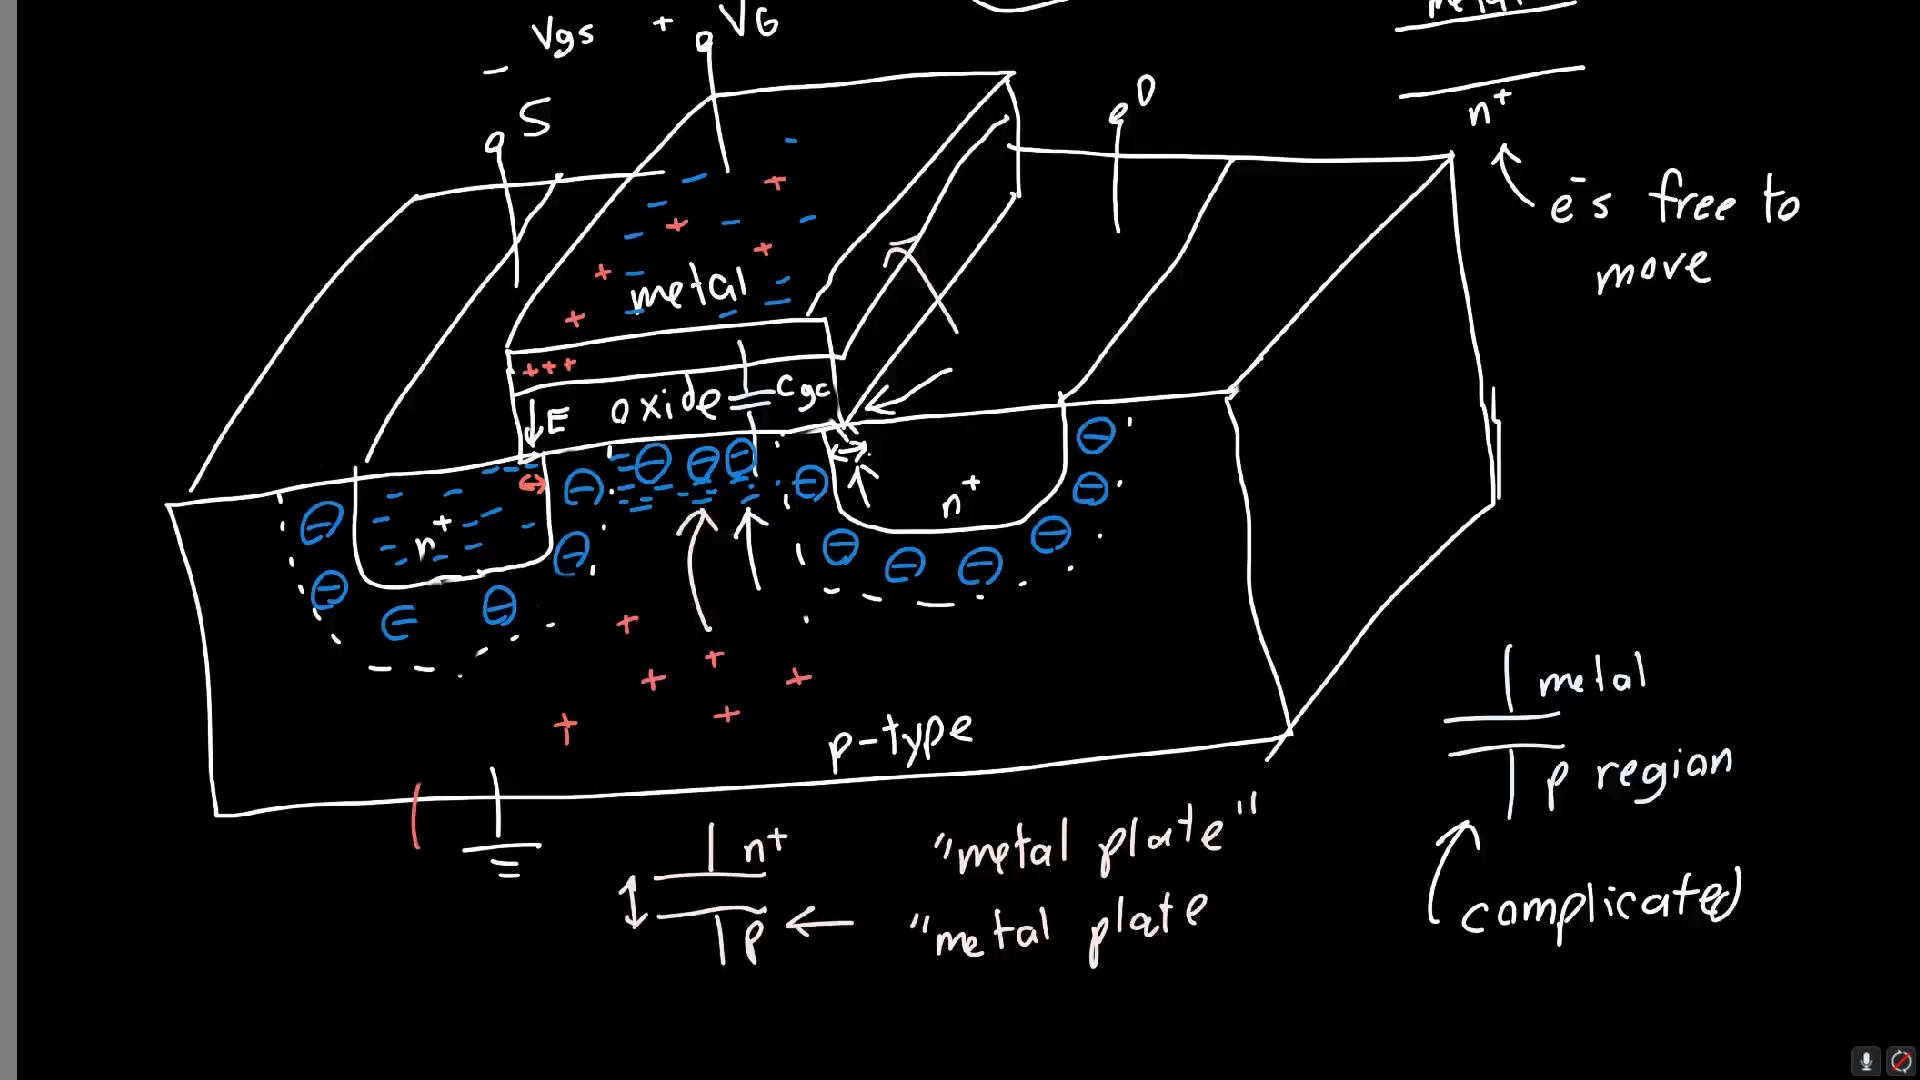 Vgs + VG
-
S
D
n+
e-s free to
move
metal
+++
oxide
Cgc
E
n+
n+
p-type
metal
p region
complicated
n+
p
"metal plate"
"metal plate